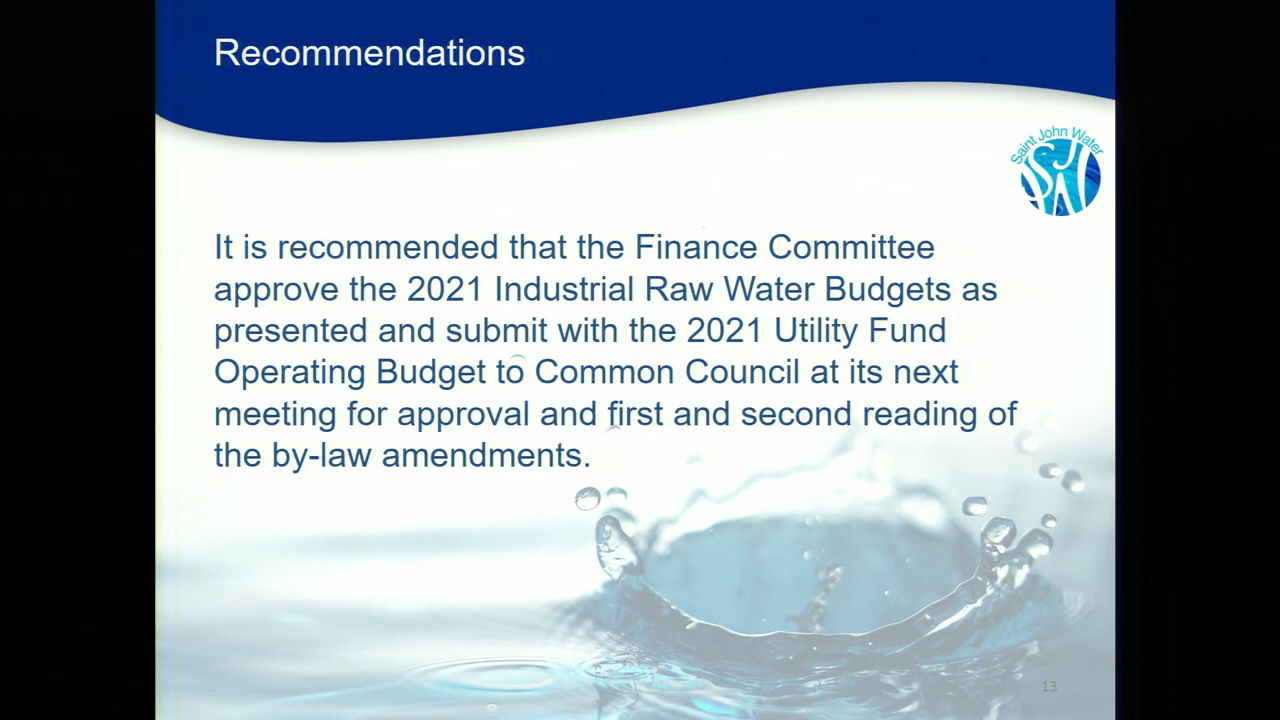 Recommendations
Saint John Water
SJW
It is recommended that the Finance Committee
approve the 2021 Industrial Raw Water Budgets as
presented and submit with the 2021 Utility Fund
Operating Budget to Common Council at its next
meeting for approval and first and second reading of
the by-law amendments.
13